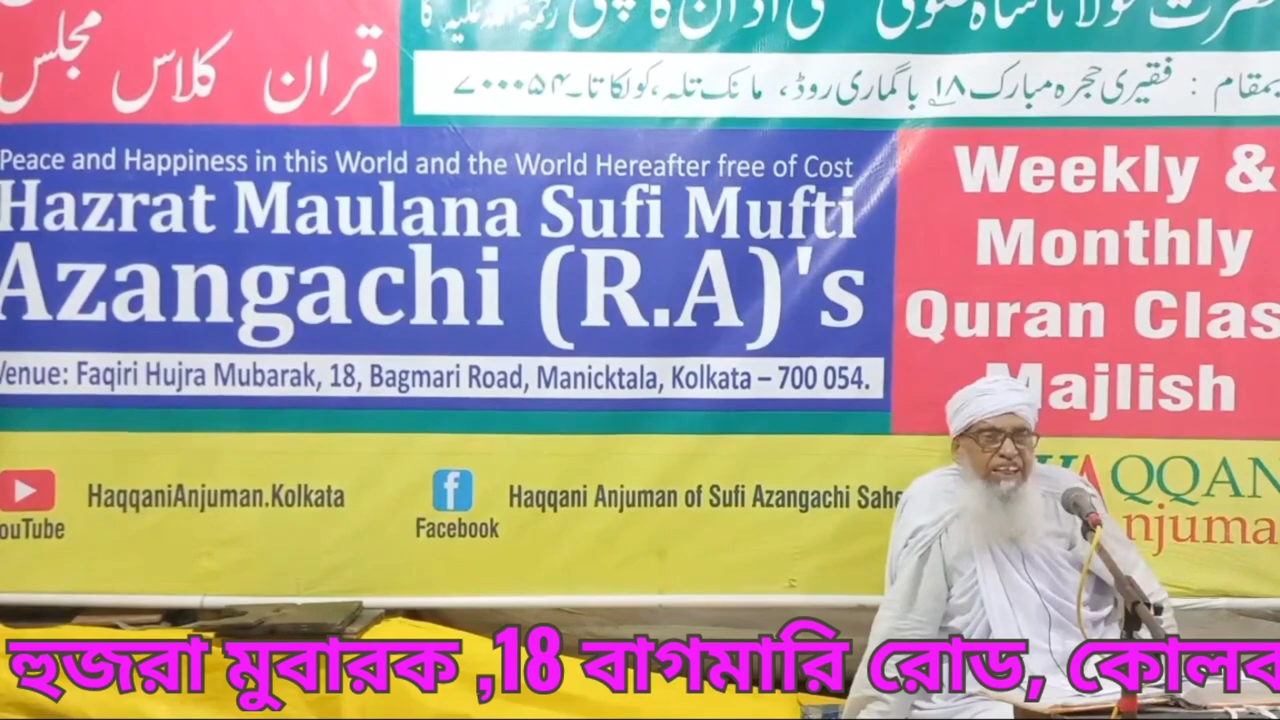 قران کلاس مجلس
بمقام : فقیری حجرہ مبارک ۱۸ باگماری روڈ، مانک تلہ، کولکاتا۔۷۰۰۰۵۴
Peace and Happiness in this World and the World Hereafter free of Cost
Hazrat Maulana Sufi Mufti
Azangachi (R.A)'s
Venue: Faqiri Hujra Mubarak, 18, Bagmari Road, Manicktala, Kolkata – 700 054.
Weekly &
Monthly
Quran Clas
Majlish
ouTube
HaqqaniAnjuman.Kolkata
Facebook
Haqqani Anjuman of Sufi Azangachi Sahe
AQQAN
njuma
হুজরা মুবারক ,18 বাগমারি রোড, কোলক